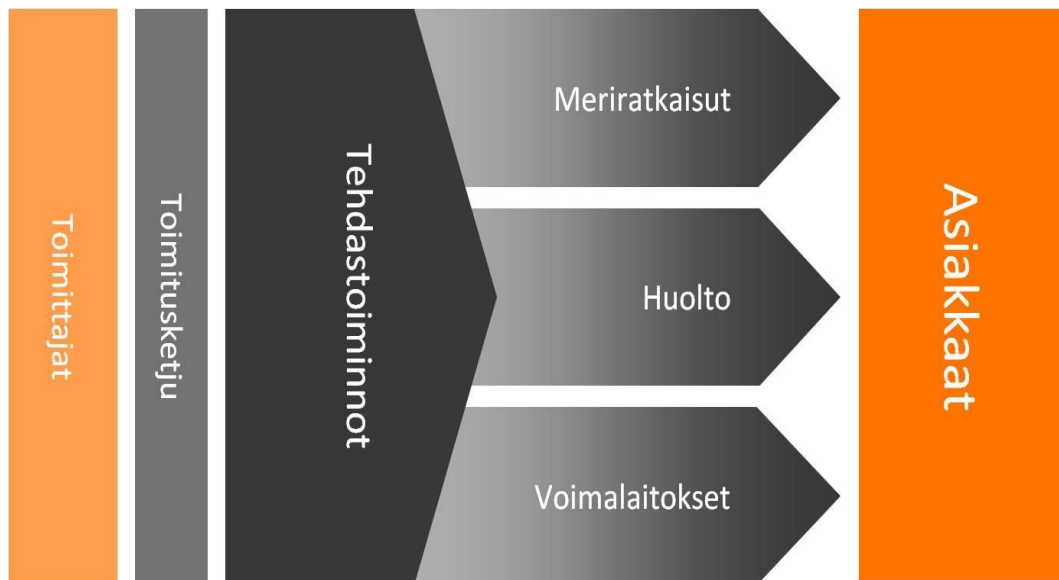 Toimittajat
Toimitusketju
Tehdastoiminnot
Meriratkaisut
Huolto
Voimalaitokset
Asiakkaat